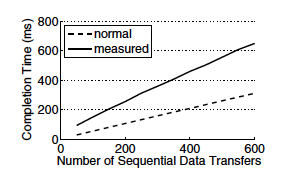 Completion Time (ms)
800
600
400
200
0
normal
measured
0
200
400
600
Number of Sequential Data Transfers